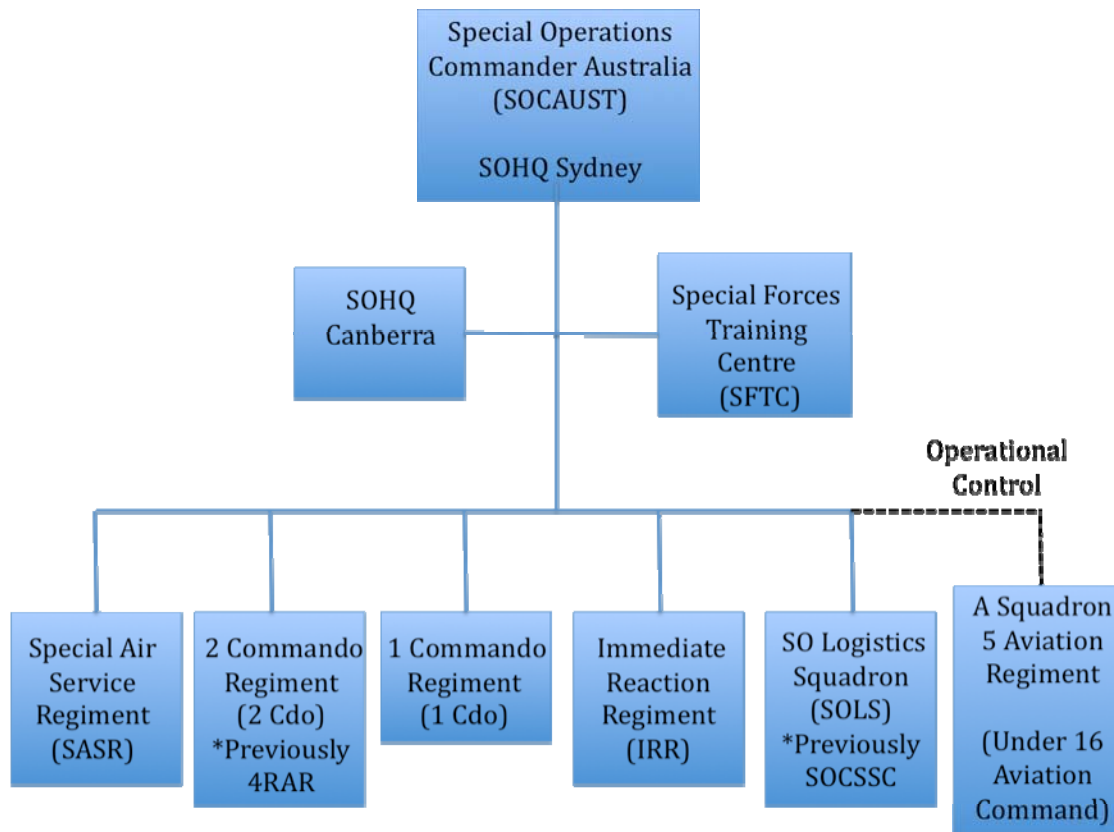 Special Operations
Commander Australia
(SOCAUST)
SOHQ Sydney
SOHQ
Canberra
Special Forces
Training
Centre
(SFTC)
Operational
Control
Special Air
Service
Regiment
(SASR)
2 Commando
Regiment
(2 Cdo)
*Previously
4RAR
1 Commando
Regiment
(1 Cdo)
Immediate
Reaction
Regiment
(IRR)
SO Logistics
Squadron
(SOLS)
*Previously
SOCSSC
A Squadron
5 Aviation
Regiment
(Under 16
Aviation
Command)